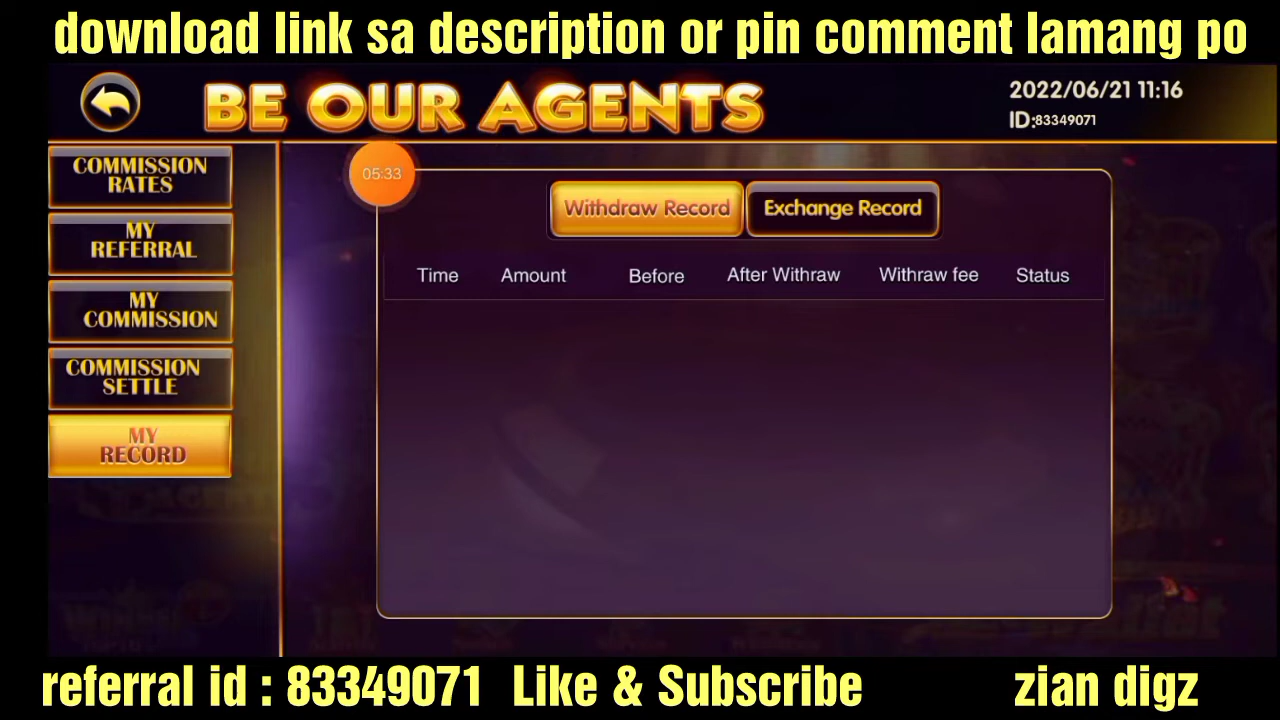 download link sa description or pin comment lamang po
BE OUR AGENTS
2022/06/21 11:16
ID:83349071
COMMISSION
RATES
MY
REFERRAL
MY
COMMISSION
COMMISSION
SETTLE
MY
RECORD
05:33
Withdraw Record
Exchange Record
Time Amount Before After Withraw Withraw fee Status
referral id : 83349071 Like & Subscribe zian digz